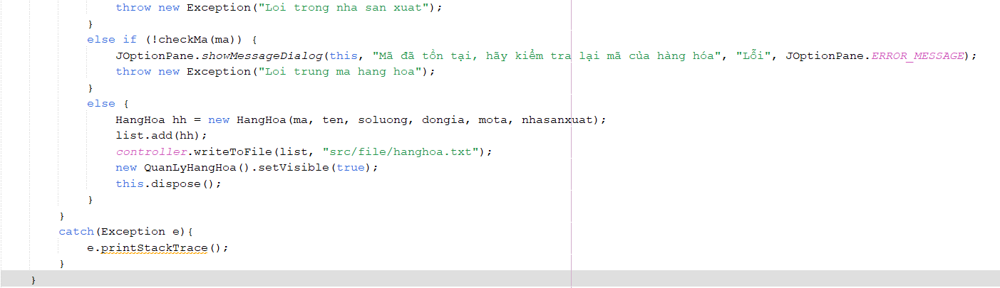 throw new Exception("Loi trong nha san xuat");
}
else if (!checkMa(ma)) {
JOptionPane.showMessageDialog(this, "Mã đã tồn tại, hãy kiểm tra lại mã của hàng hóa", "Lỗi", JOptionPane.ERROR_MESSAGE);
throw new Exception("Loi trung ma hang hoa");
}
else {
HangHoa hh = new HangHoa(ma, ten, soluong, dongia, mota, nhasanxuat);
list.add(hh);
controller.writeToFile(list, "src/file/hanghoa.txt");
new QuanLyHangHoa().setVisible(true);
this.dispose();
}
}
catch(Exception e){
e.printStackTrace();
}
}